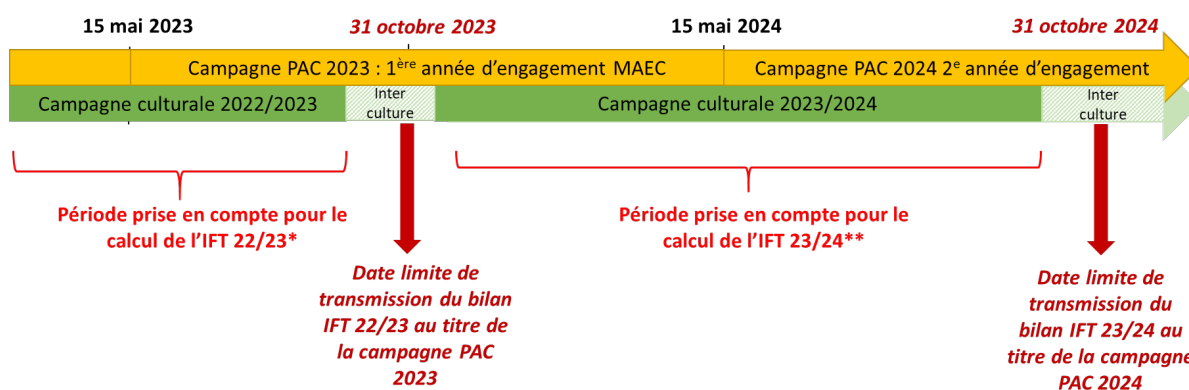 15 mai 2023
31 octobre 2023
15 mai 2024
31 octobre 2024
Campagne PAC 2023 : 1ère année d'engagement MAEC
Campagne PAC 2024 2e année d'engagement
Campagne culturale 2022/2023
Inter
culture
Campagne culturale 2023/2024
Inter
culture
Période prise en compte pour le
calcul de l'IFT 22/23*
Période prise en compte pour le
calcul de l'IFT 23/24**
Date limite de
transmission du bilan
IFT 22/23 au titre de
la campagne PAC
2023
Date limite de
transmission du
bilan IFT 23/24 au
titre de la campagne
PAC 2024